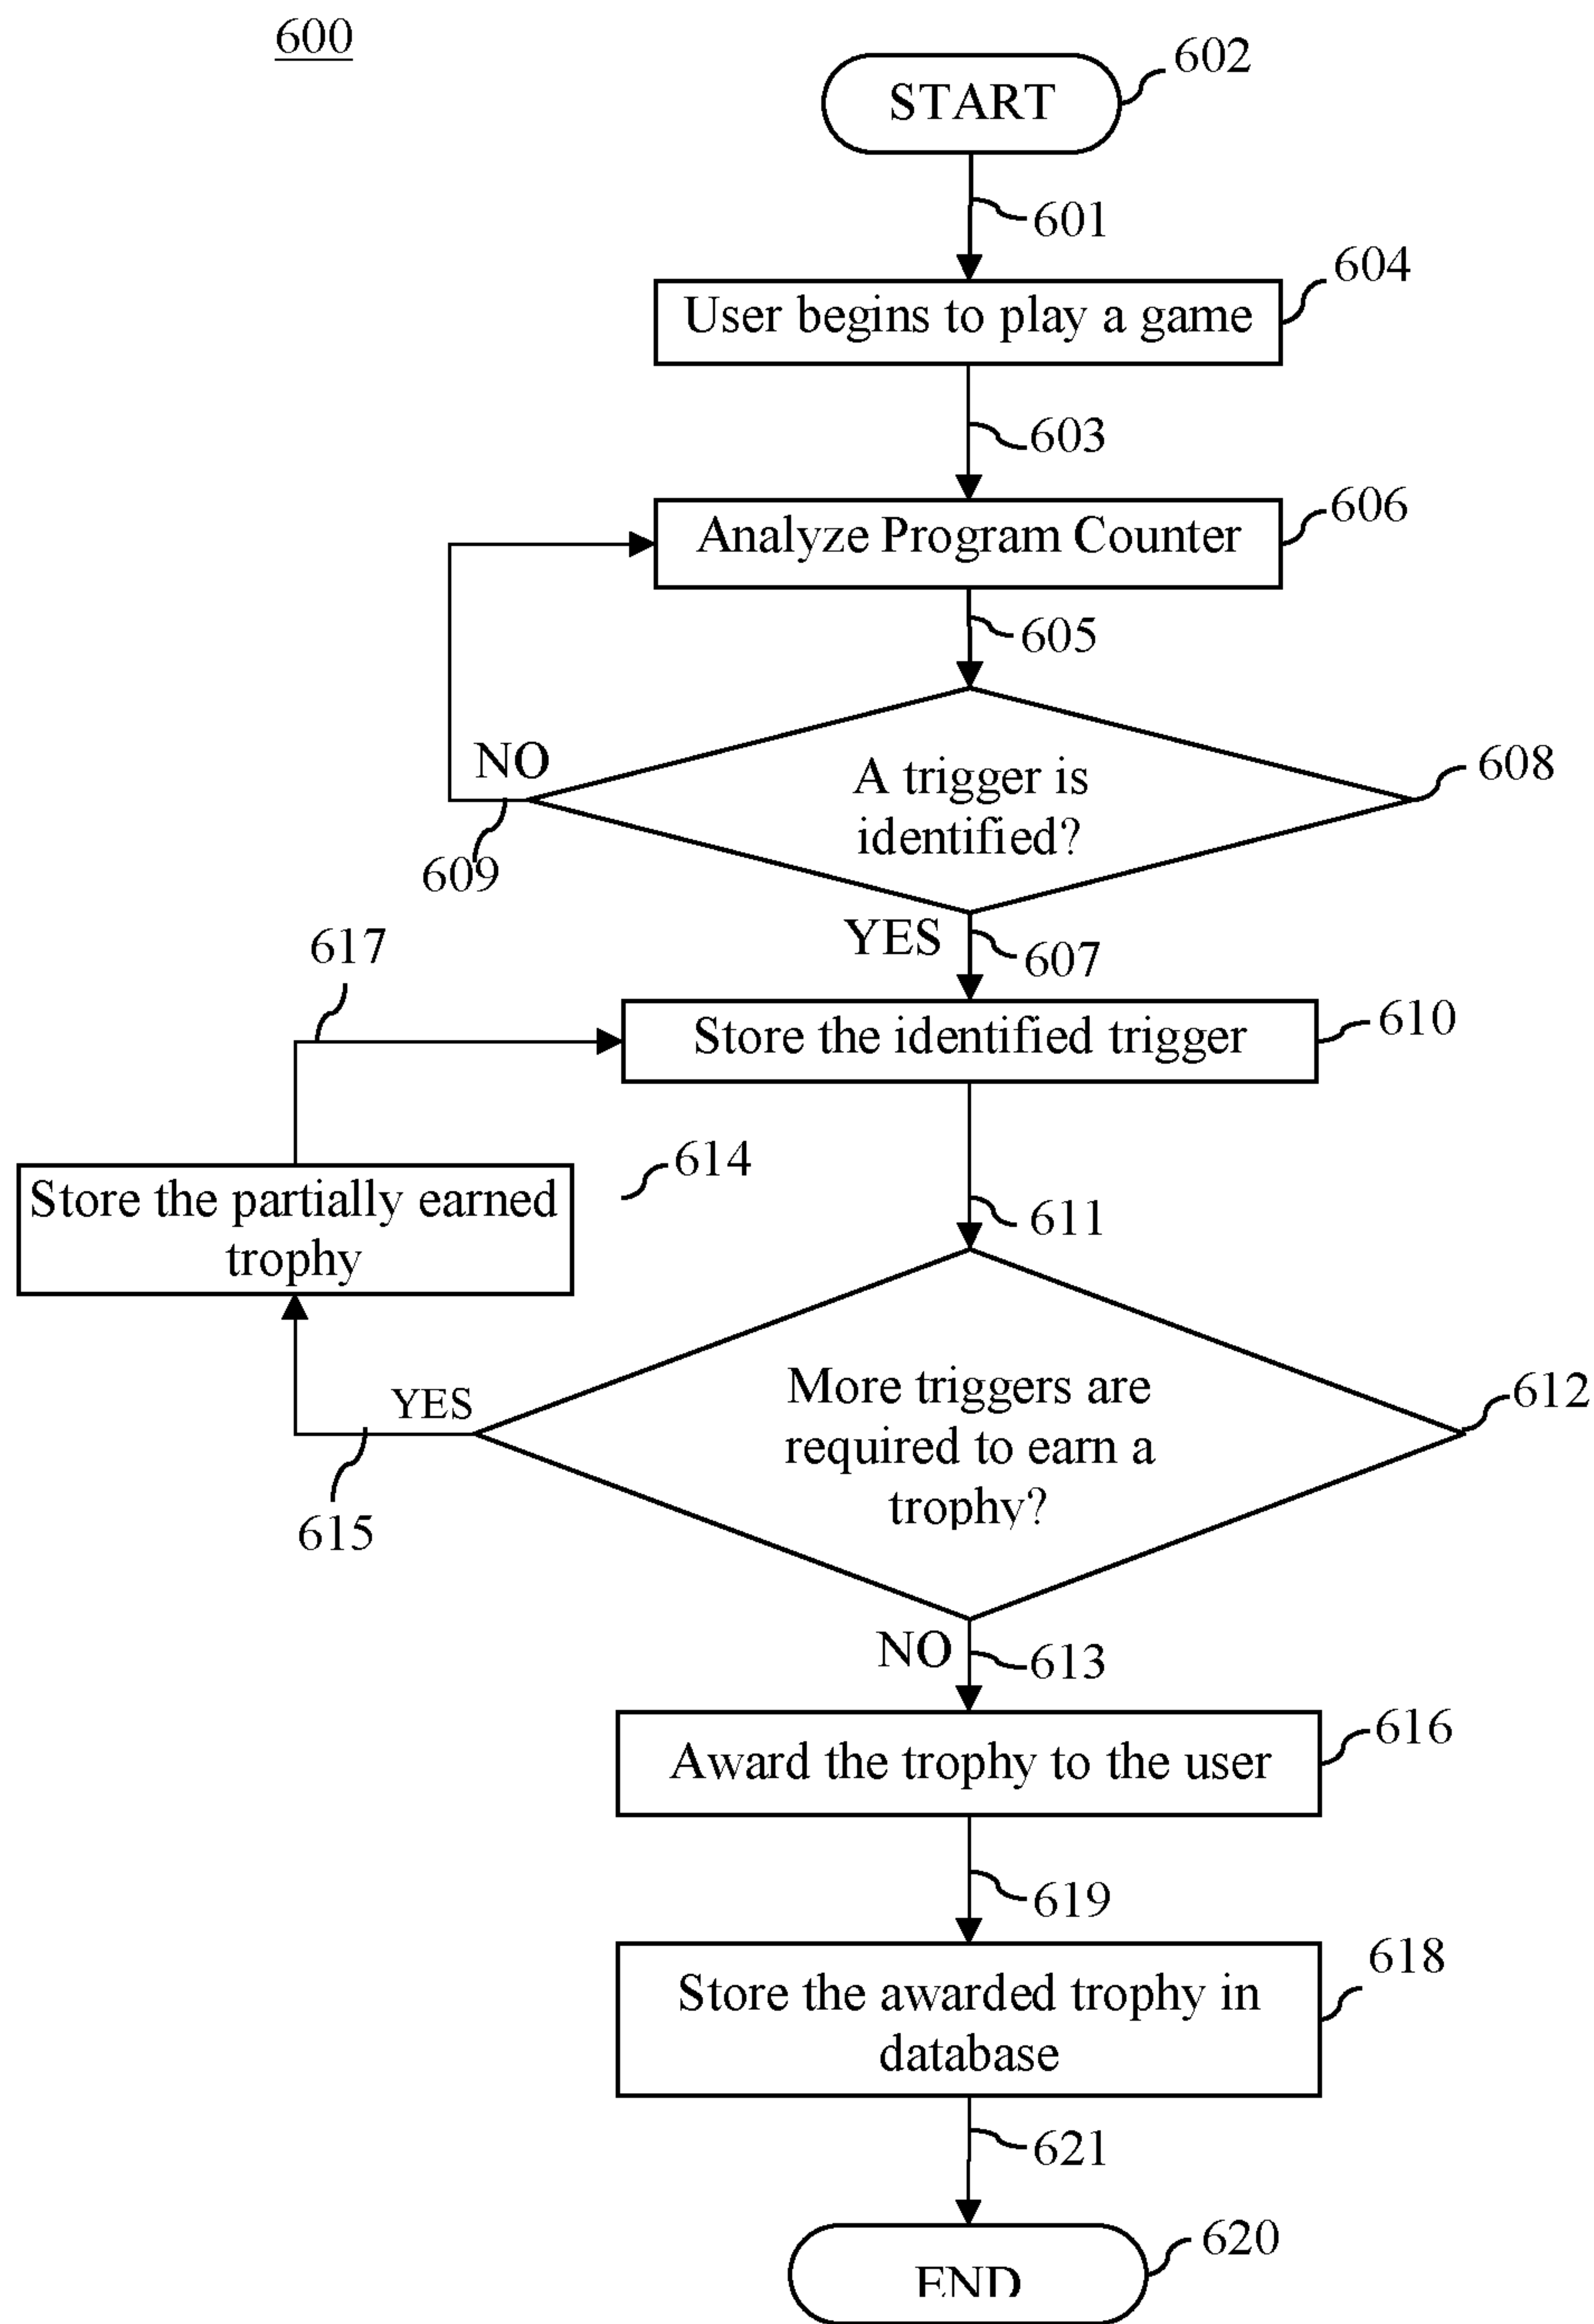 600
602
START
601
604
User begins to play a game
603
606
Analyze Program Counter
605
NO
608
A trigger is
identified?
609
YES
607
617
610
Store the identified trigger
614
Store the partially earned
trophy
611
More triggers are
required to earn a
trophy?
612
YES
615
NO
613
616
Award the trophy to the user
619
618
Store the awarded trophy in
database
621
620
END